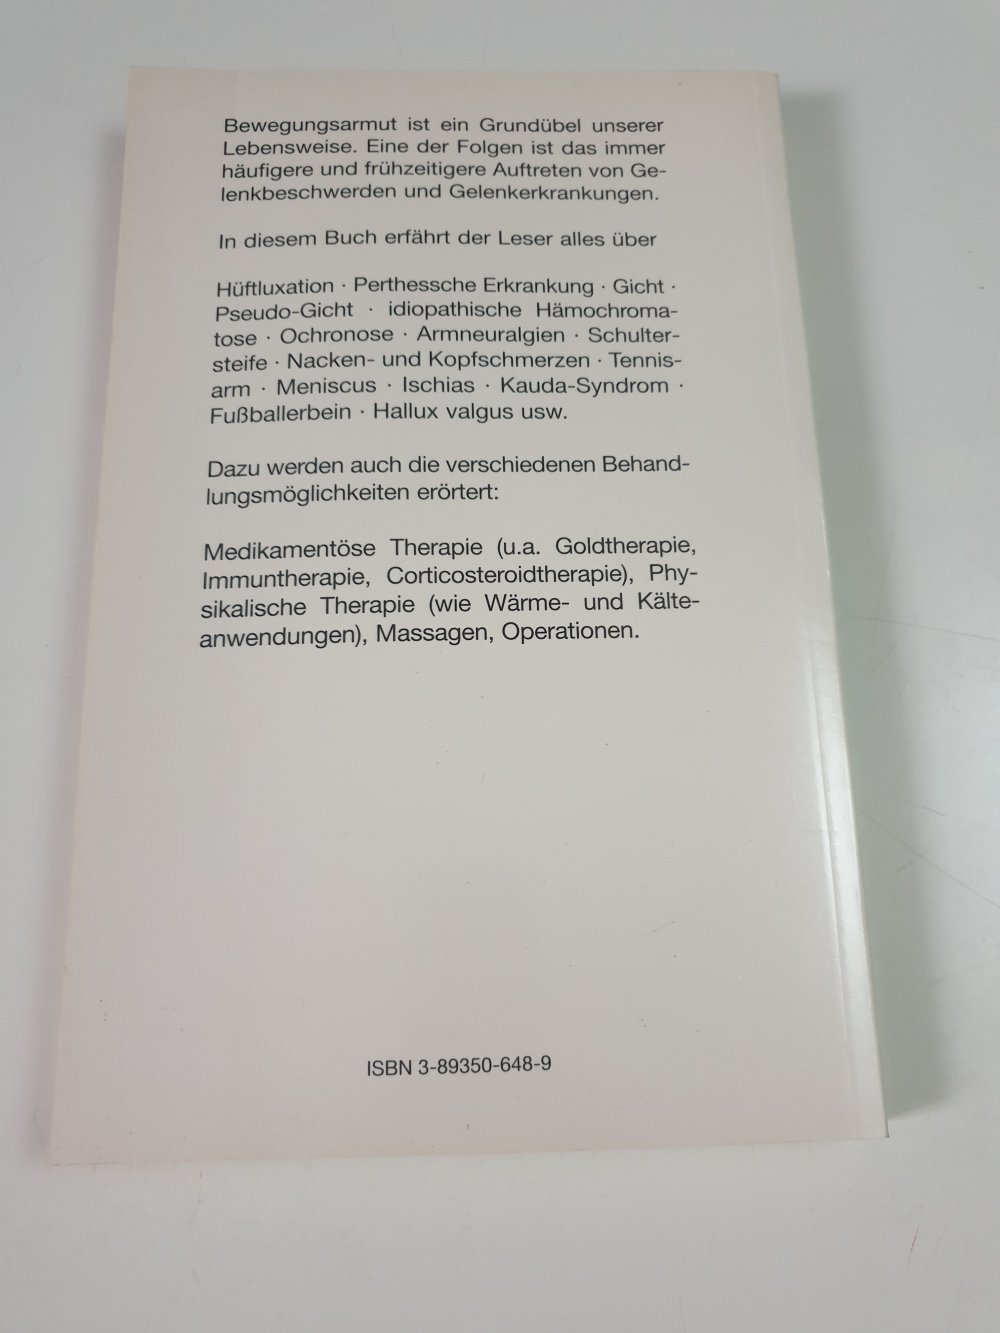 Bewegungsarmut ist ein Grundübel unserer
Lebensweise. Eine der Folgen ist das immer
häufigere und frühzeitigere Auftreten von Ge-
lenkbeschwerden und Gelenkerkrankungen.
In diesem Buch erfährt der Leser alles über
Hüftluxation · Perthessche Erkrankung · Gicht ·
Pseudo-Gicht · idiopathische Hämochroma-
tose · Ochronose · Armneuralgien · Schulter-
steife · Nacken- und Kopfschmerzen · Tennis-
arm · Meniscus · Ischias · Kauda-Syndrom ·
Fußballerbein · Hallux valgus usw.
Dazu werden auch die verschiedenen Behand-
lungsmöglichkeiten erörtert:
Medikamentöse Therapie (u.a. Goldtherapie,
Immuntherapie, Corticosteroidtherapie), Phy-
sikalische Therapie (wie Wärme- und Kälte-
anwendungen), Massagen, Operationen.
ISBN 3-89350-648-9